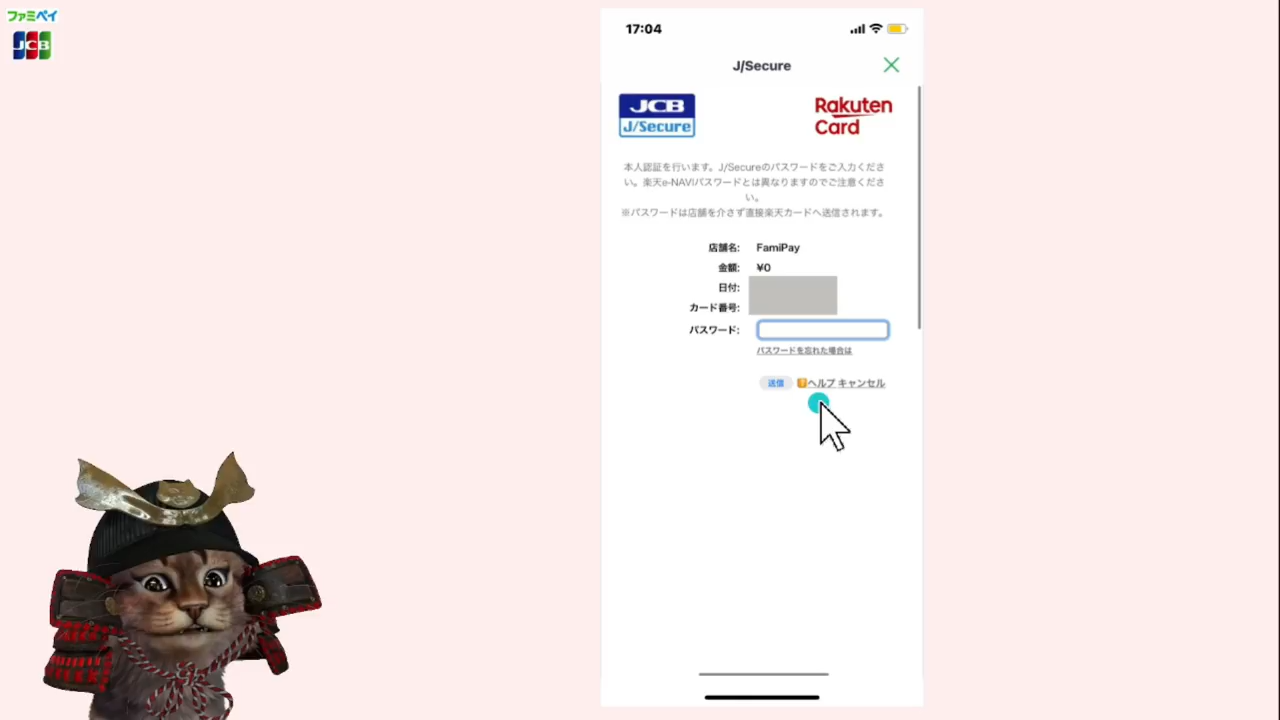 ファミペイ
JCB
17:04
J/Secure
JCB
J/Secure
Rakuten
Card
本人認証を行います。J/Secureのパスワードをご入力くださ
い。楽天e-NAVIパスワードとは異なりますのでご注意くださ
い。
※パスワードは店舗を介さず直接楽天カードへ送信されます。
店舗名: FamiPay
金額: ¥0
日付:
カード番号:
パスワード:
パスワードを忘れた場合は
送信 ?ヘルプ キャンセル